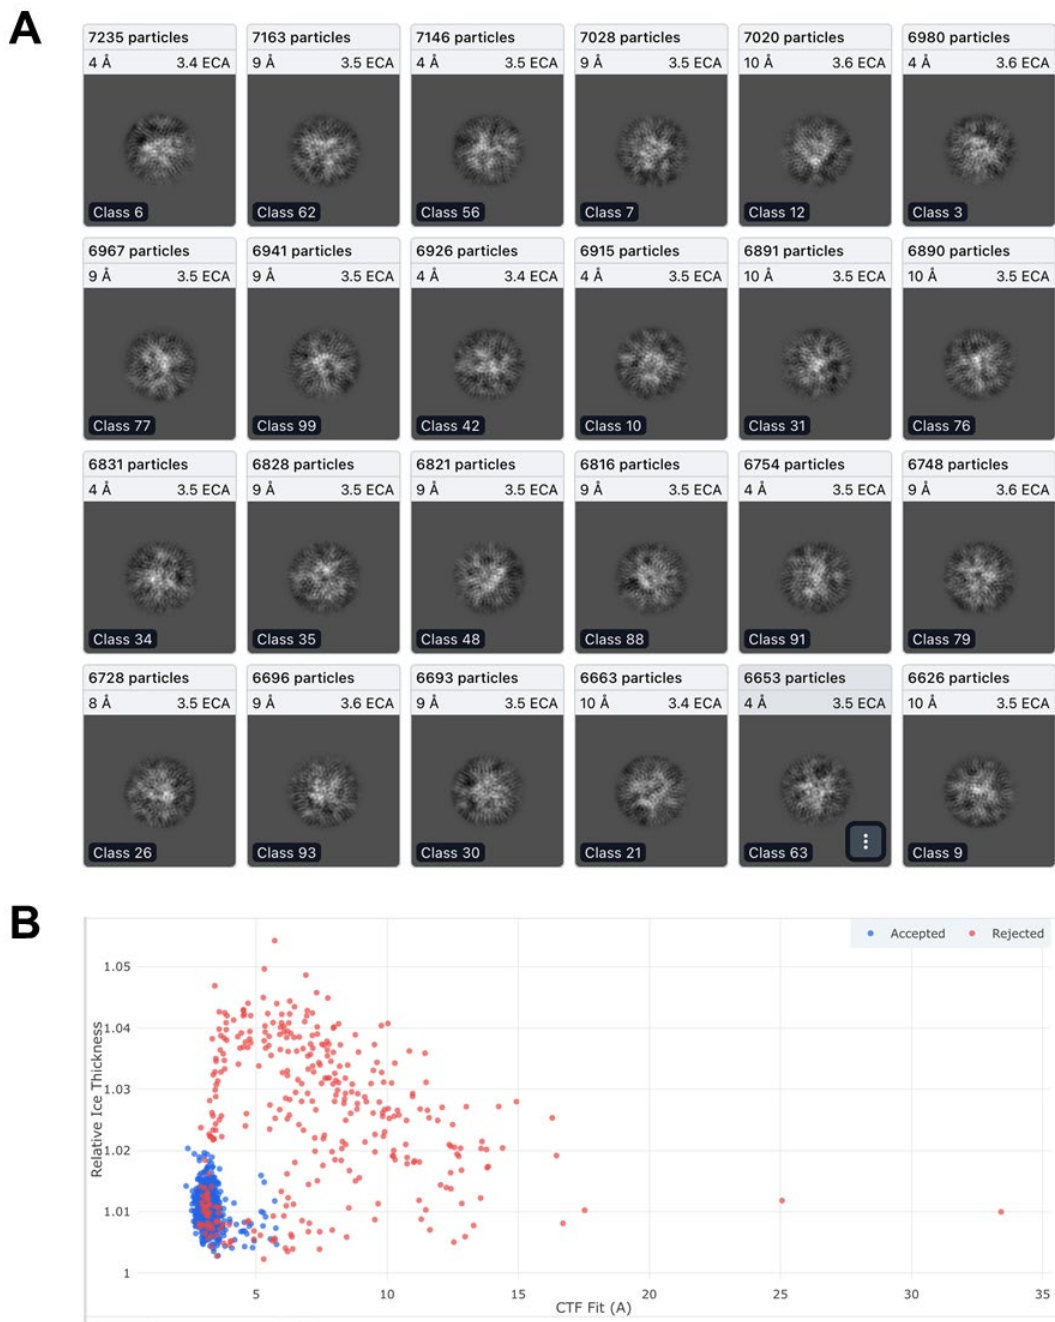 A
7235 particles 7163 particles 7146 particles 7028 particles 7020 particles 6980 particles
4 Å 3.4 ECA 9 Å 3.5 ECA 4 Å 3.5 ECA 9 Å 3.5 ECA 10 Å 3.6 ECA 4 Å 3.6 ECA
Class 6 Class 62 Class 56 Class 7 Class 12 Class 3
6967 particles 6941 particles 6926 particles 6915 particles 6891 particles 6890 particles
9 Å 3.5 ECA 9 Å 3.5 ECA 4 Å 3.4 ECA 4 Å 3.5 ECA 10 Å 3.5 ECA 10 Å 3.5 ECA
Class 77 Class 99 Class 42 Class 10 Class 31 Class 76
6831 particles 6828 particles 6821 particles 6816 particles 6754 particles 6748 particles
4 Å 3.5 ECA 9 Å 3.5 ECA 9 Å 3.5 ECA 9 Å 3.5 ECA 4 Å 3.5 ECA 9 Å 3.6 ECA
Class 34 Class 35 Class 48 Class 88 Class 91 Class 79
6728 particles 6696 particles 6693 particles 6663 particles 6653 particles 6626 particles
8 Å 3.5 ECA 9 Å 3.6 ECA 9 Å 3.5 ECA 10 Å 3.4 ECA 4 Å 3.5 ECA 10 Å 3.5 ECA
Class 26 Class 93 Class 30 Class 21 Class 63 Class 9
B
Accepted Rejected
1.05
1.04
1.03
1.02
1.01
1
Relative Ice Thickness
5 10 15 20 25 30 35
CTF Fit (A)